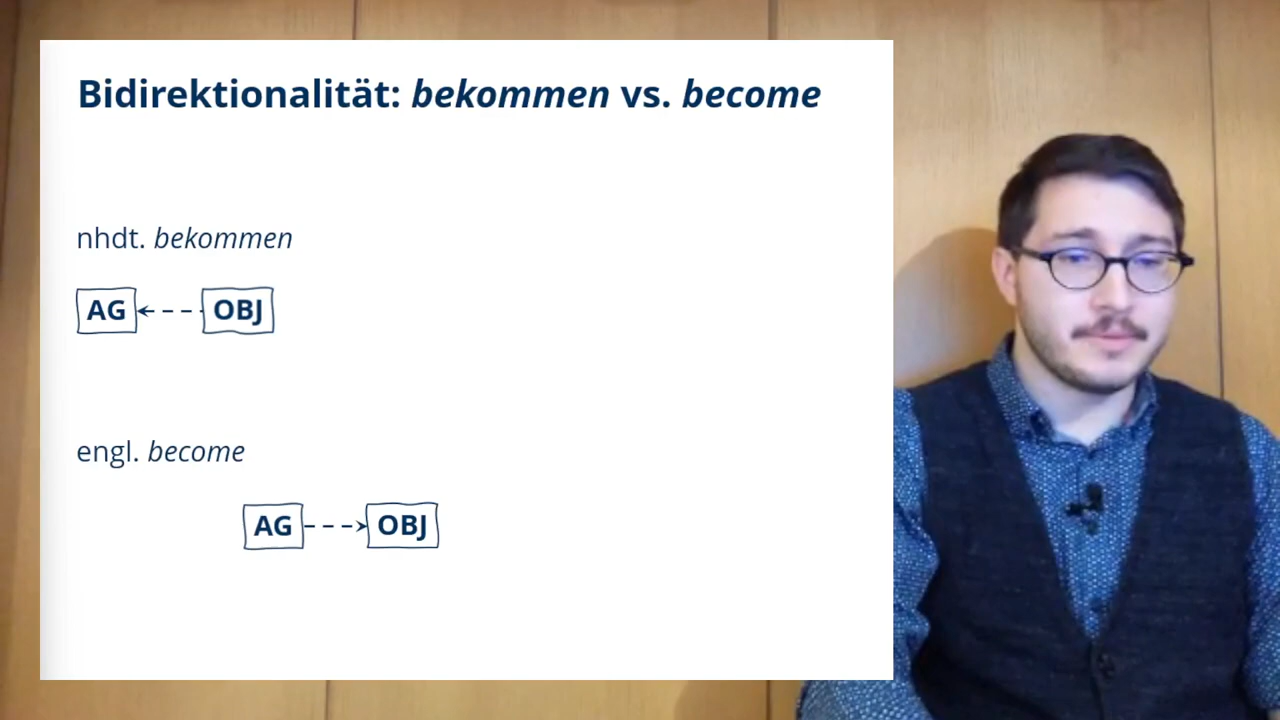 Bidirektionalität: bekommen vs. become
nhdt. bekommen
AG OBJ
engl. become
AG OBJ